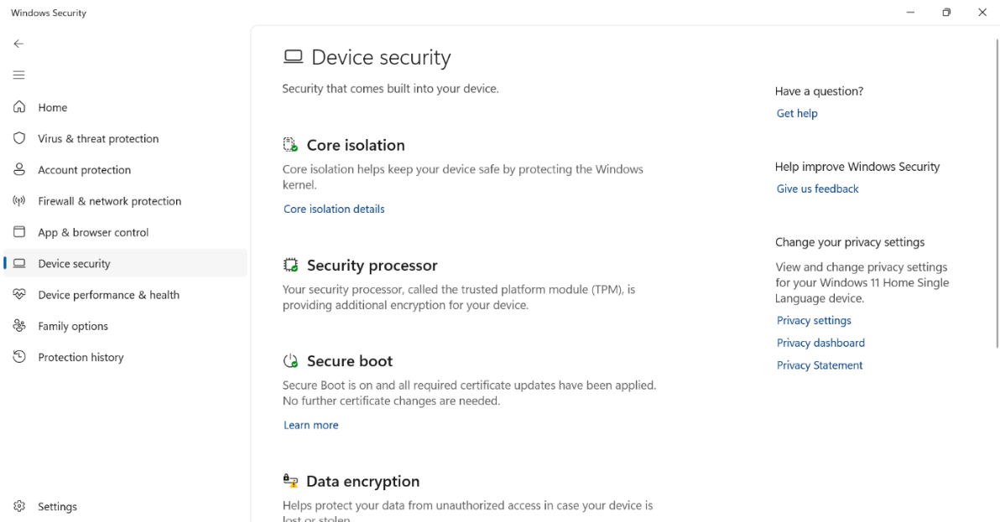 Windows Security
Home
Virus & threat protection
Account protection
Firewall & network protection
App & browser control
Device security
Device performance & health
Family options
Protection history
Settings
Device security
Security that comes built into your device.
Core isolation
Core isolation helps keep your device safe by protecting the Windows
kernel.
Core isolation details
Security processor
Your security processor, called the trusted platform module (TPM), is
providing additional encryption for your device.
Secure boot
Secure Boot is on and all required certificate updates have been applied.
No further certificate changes are needed.
Learn more
Data encryption
Helps protect your data from unauthorized access in case your device is
lost or stolen.
Have a question?
Get help
Help improve Windows Security
Give us feedback
Change your privacy settings
View and change privacy settings
for your Windows 11 Home Single
Language device.
Privacy settings
Privacy dashboard
Privacy Statement